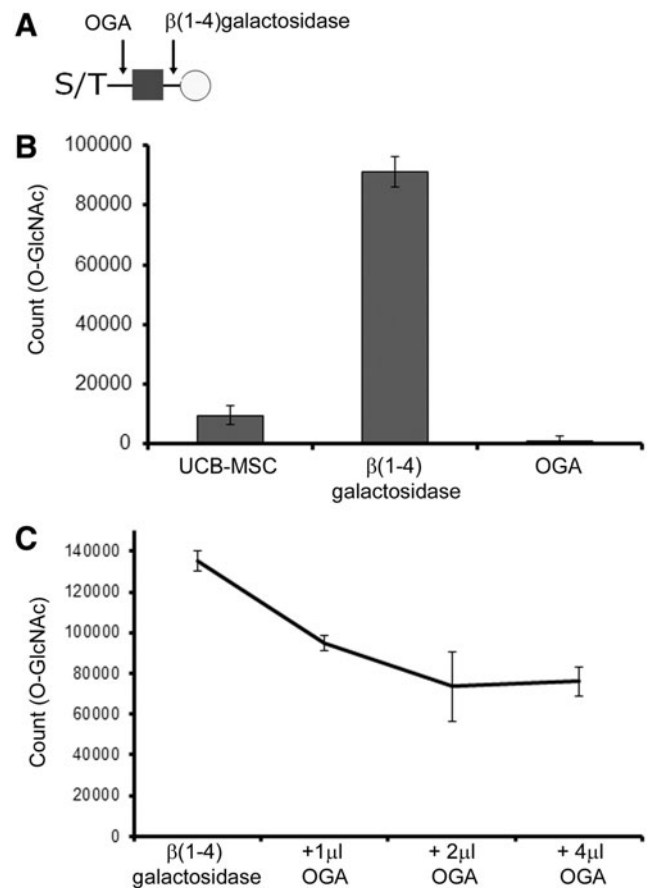 A
OGA β(1-4)galactosidase
S/T
B
Count (O-GlcNAc)
100000
80000
60000
40000
20000
0
UCB-MSC β(1-4) galactosidase OGA
C
Count (O-GlcNAc)
140000
120000
100000
80000
60000
40000
20000
0
β(1-4) +1μl + 2μl + 4μl
galactosidase OGA OGA OGA